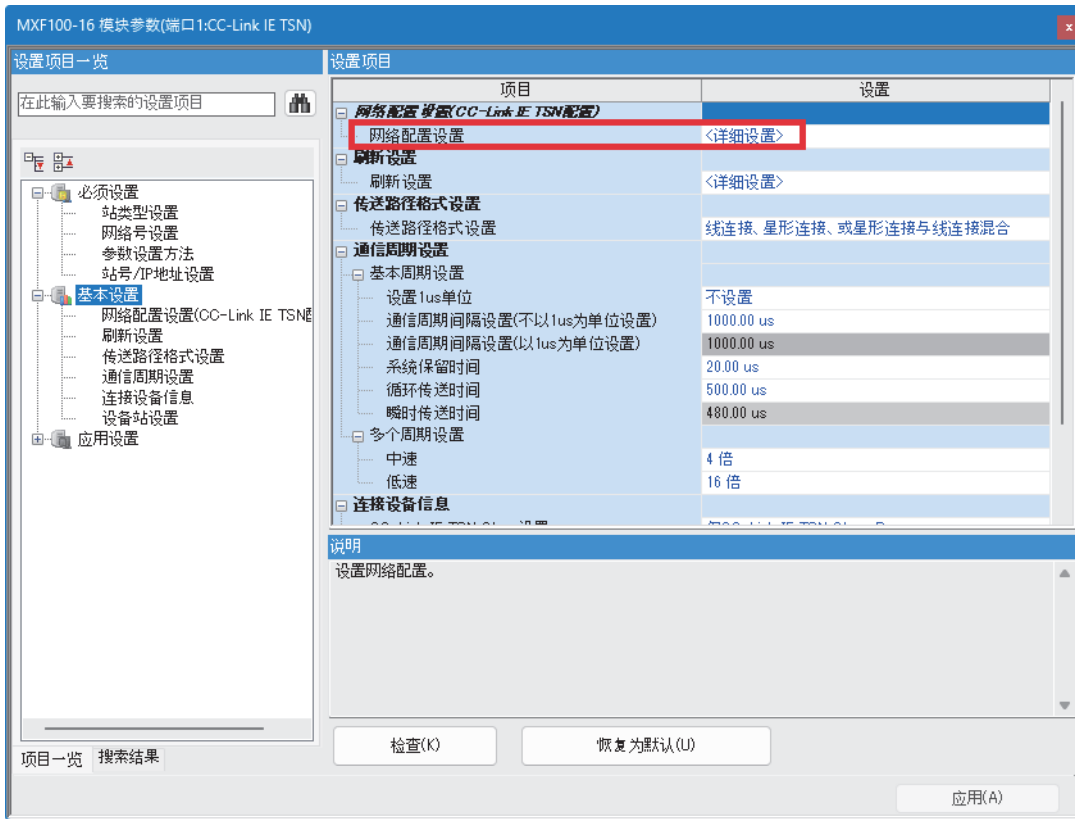 MXF100-16 模块参数(端口1:CC-Link IE TSN)
设置项目一览
在此输入要搜索的设置项目
必须设置
站类型设置
网络号设置
参数设置方法
站号/IP地址设置
基本设置
网络配置设置(CC-Link IE TSN配
刷新设置
传送路径格式设置
通信周期设置
连接设备信息
设备站设置
应用设置
项目一览 搜索结果
设置项目
项目 设置
网络配置设置(CC-Link IE TSN配置)
网络配置设置 <详细设置>
刷新设置
刷新设置 <详细设置>
传送路径格式设置
传送路径格式设置 线连接、星形连接、或星形连接与线连接混合
通信周期设置
基本周期设置
设置1us单位 不设置
通信周期间隔设置(不以1us为单位设置) 1000.00 us
通信周期间隔设置(以1us为单位设置) 1000.00 us
系统保留时间 20.00 us
循环传送时间 500.00 us
瞬时传送时间 480.00 us
多个周期设置
中速 4 倍
低速 16 倍
连接设备信息
说明
设置网络配置。
检查(K) 恢复为默认(U)
应用(A)